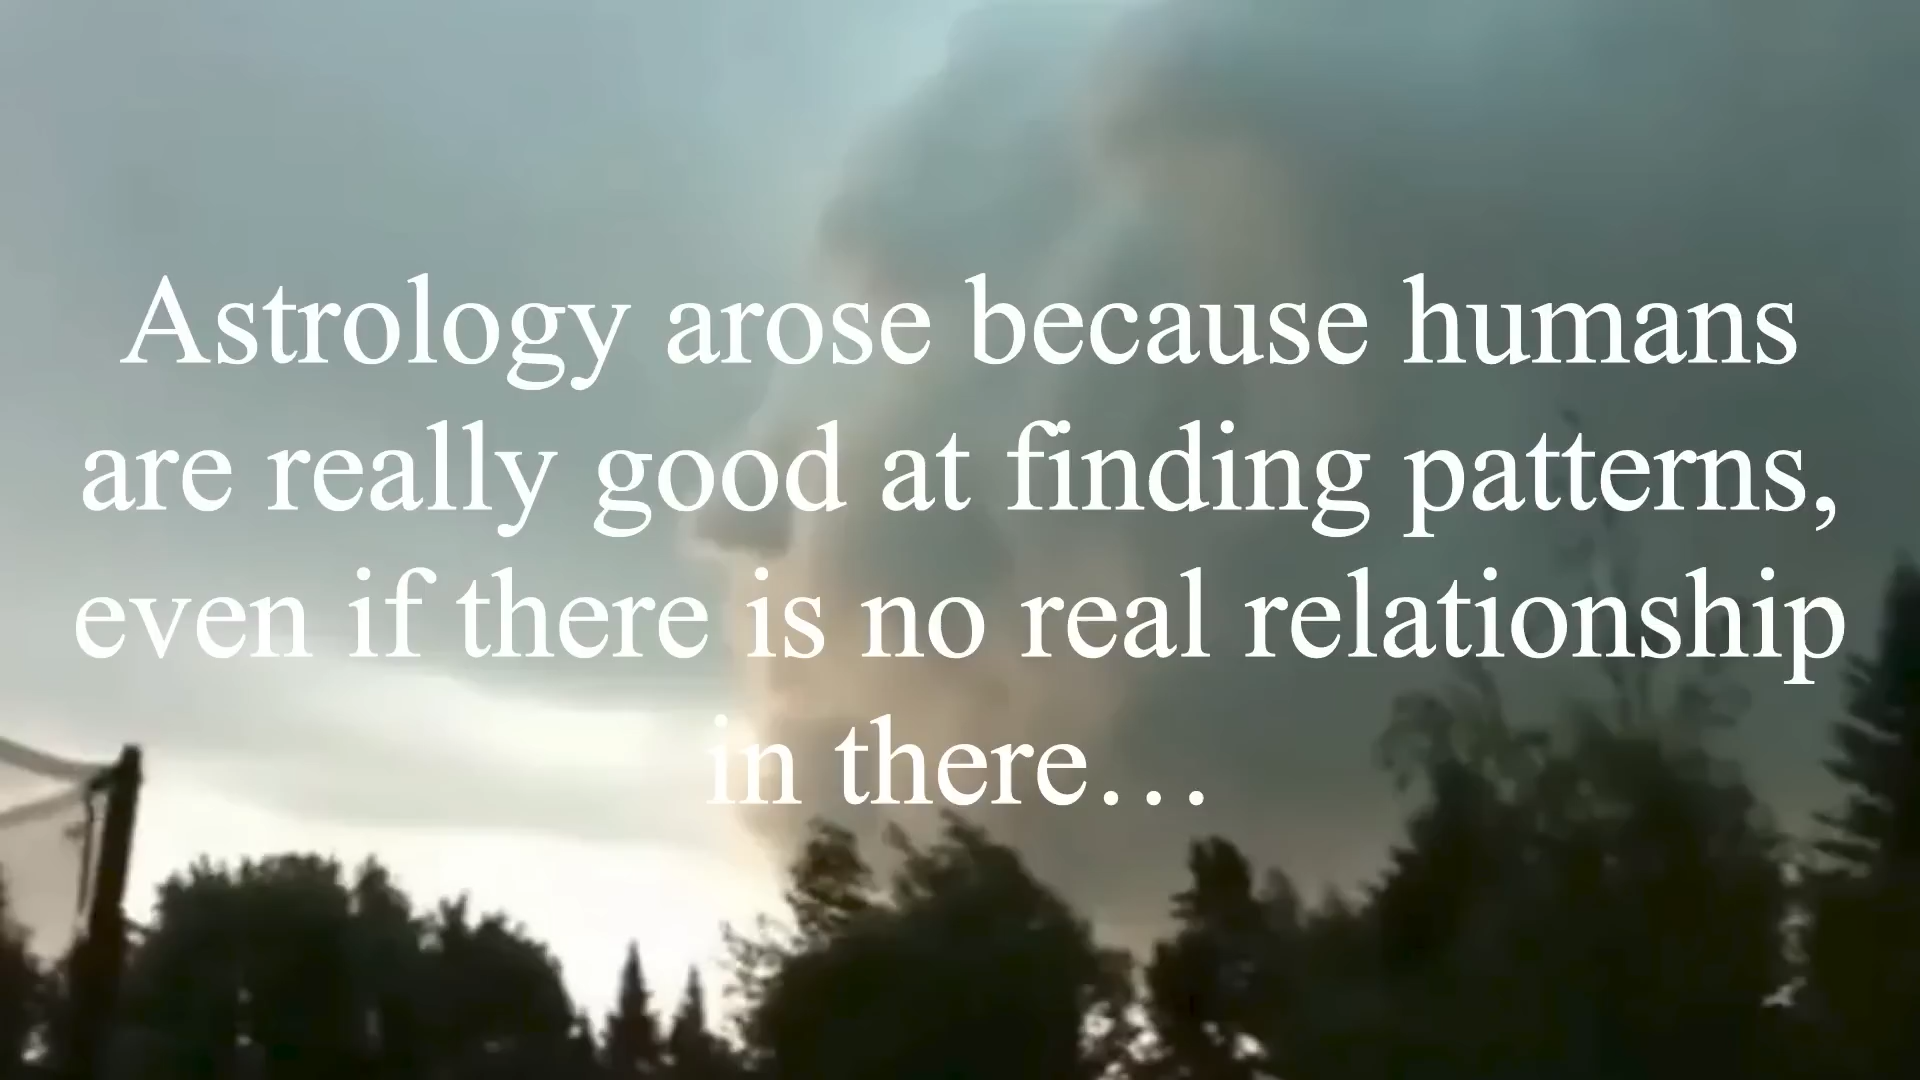 Astrology arose because humans
are really good at finding patterns,
even if there is no real relationship
in there…